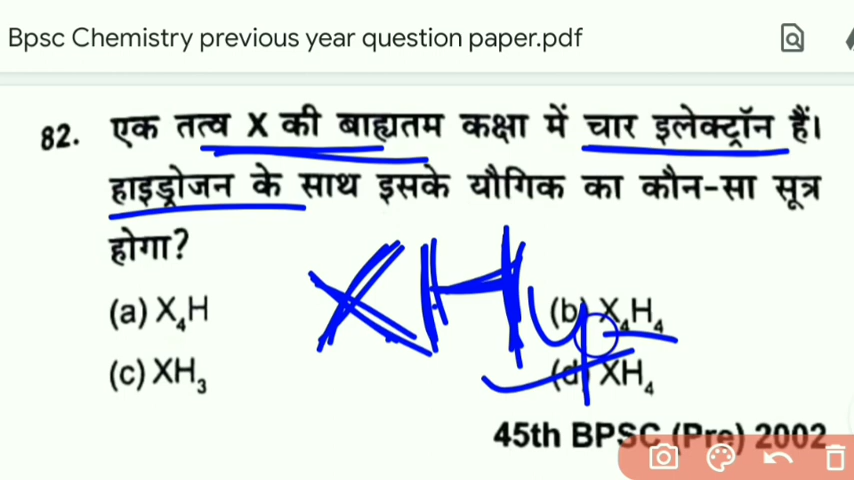 Bpsc Chemistry previous year question paper.pdf
82. एक तत्व X की बाह्यतम कक्षा में चार इलेक्ट्रॉन हैं।
हाइड्रोजन के साथ इसके यौगिक का कौन-सा सूत्र
होगा?
XH4
(a) X₄H
(b) X₄H₄
(c) XH₃
(d) XH₄
45th BPSC (Pre) 2002